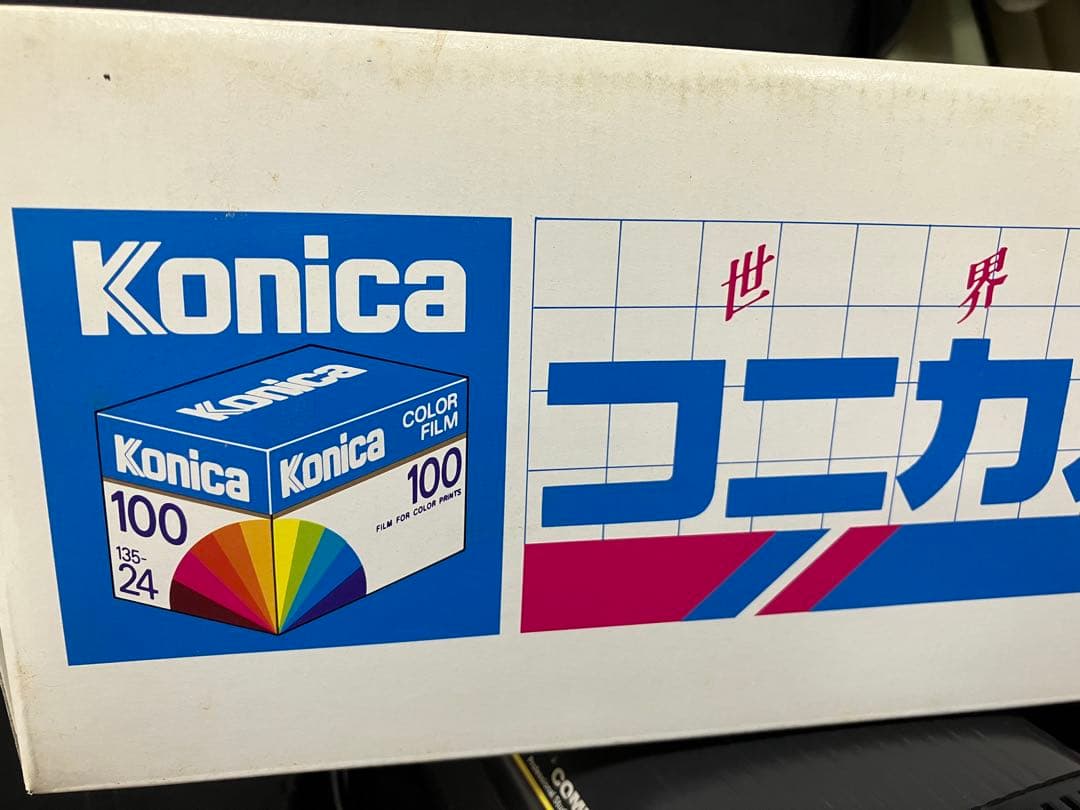 Konica
Konica
Konica
Konica
COLOR
FILM
100
135-
24
100
FILM FOR COLOR PRINTS
世界
コニカ